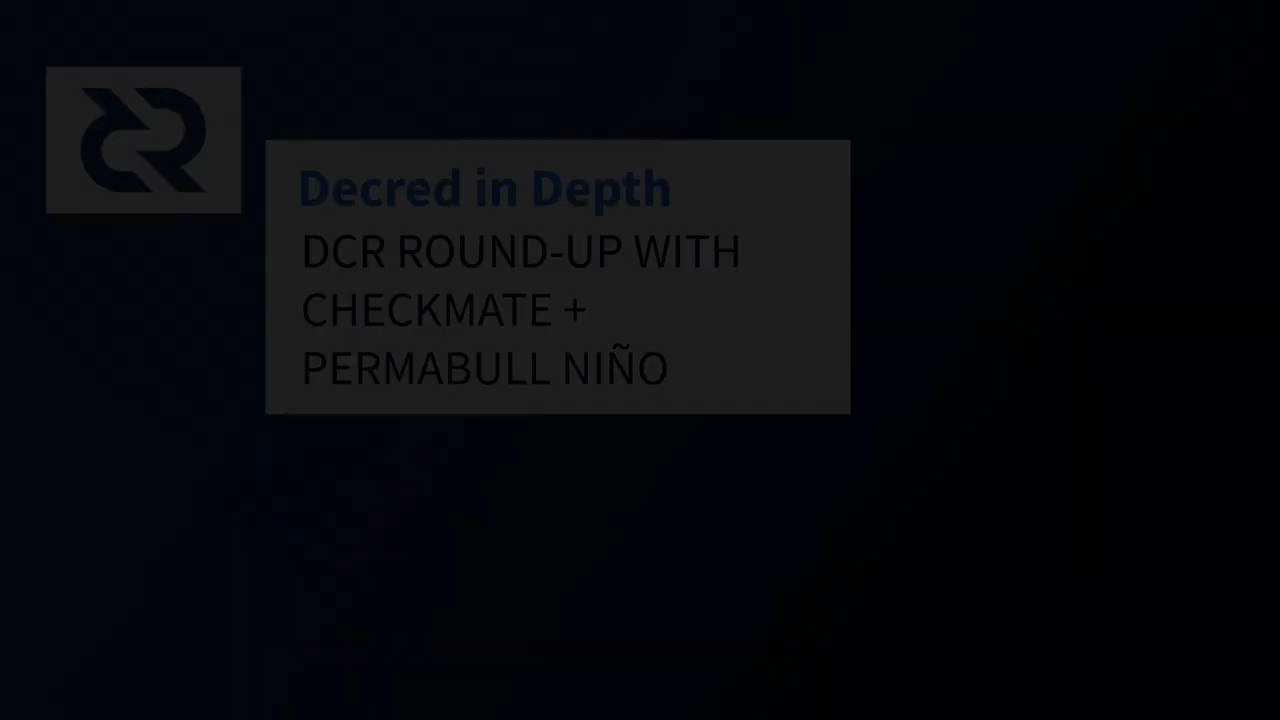 Decred in Depth
DCR ROUND-UP WITH
CHECKMATE +
PERMABULL NIÑO